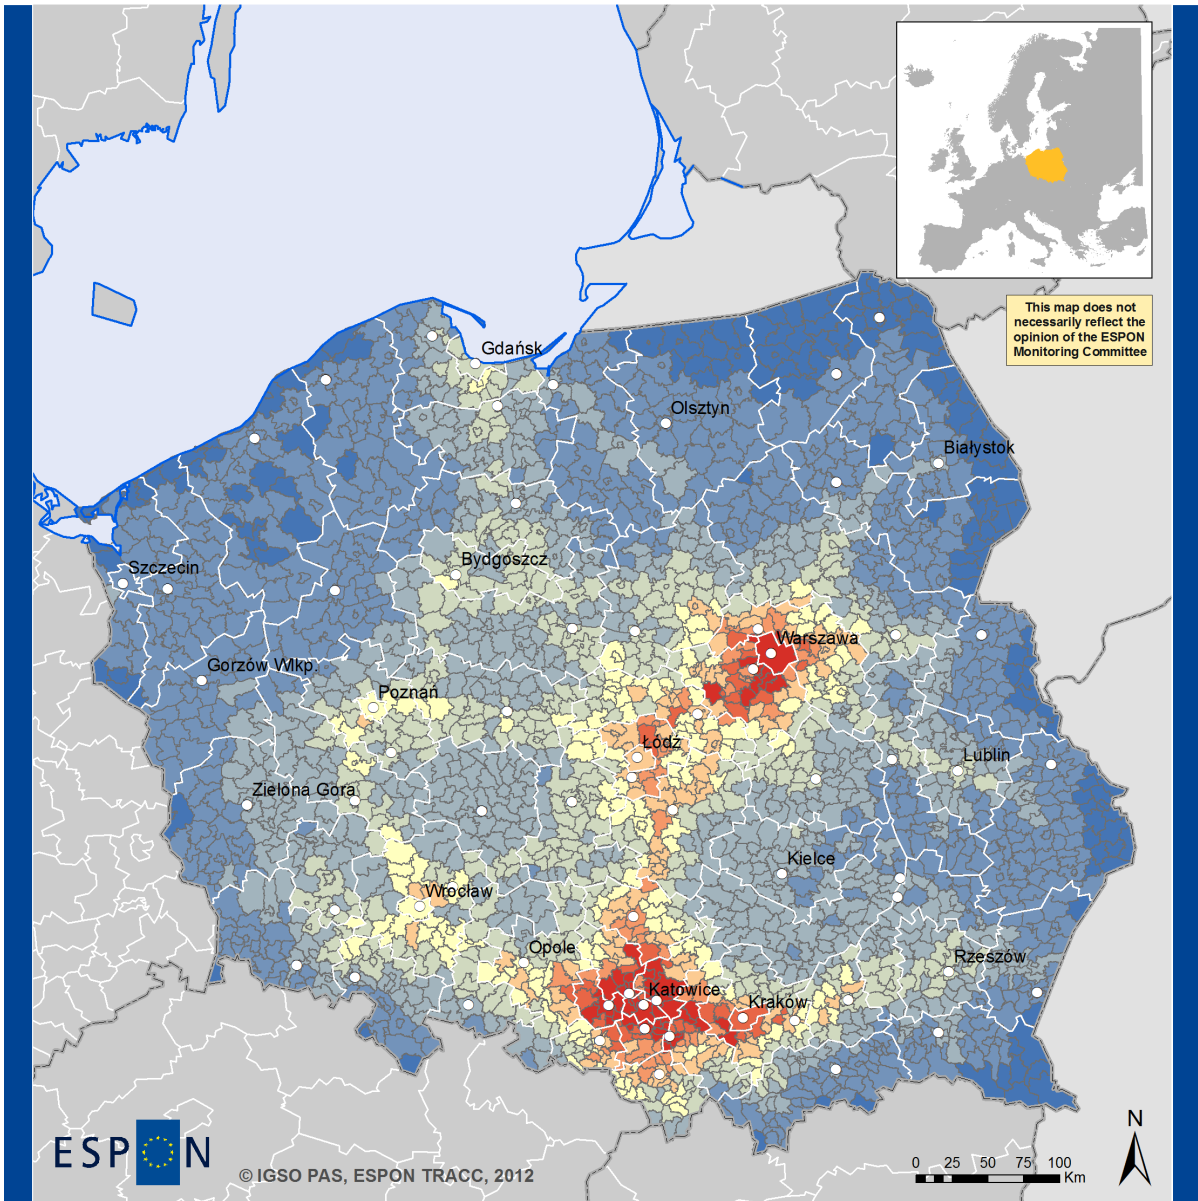 This map does not
necessarily reflect the
opinion of the ESPON
Monitoring Committee
Gdańsk
Olsztyn
Białystok
Szczecin
Bydgoszcz
Warszawa
Gorzów Wlkp.
Poznań
Łódź
Lublin
Zielona Góra
Kielce
Wrocław
Opole
Rzeszów
Katowice
Kraków
ESPON
© IGSO PAS, ESPON TRACC, 2012
N
0 25 50 75 100
Km